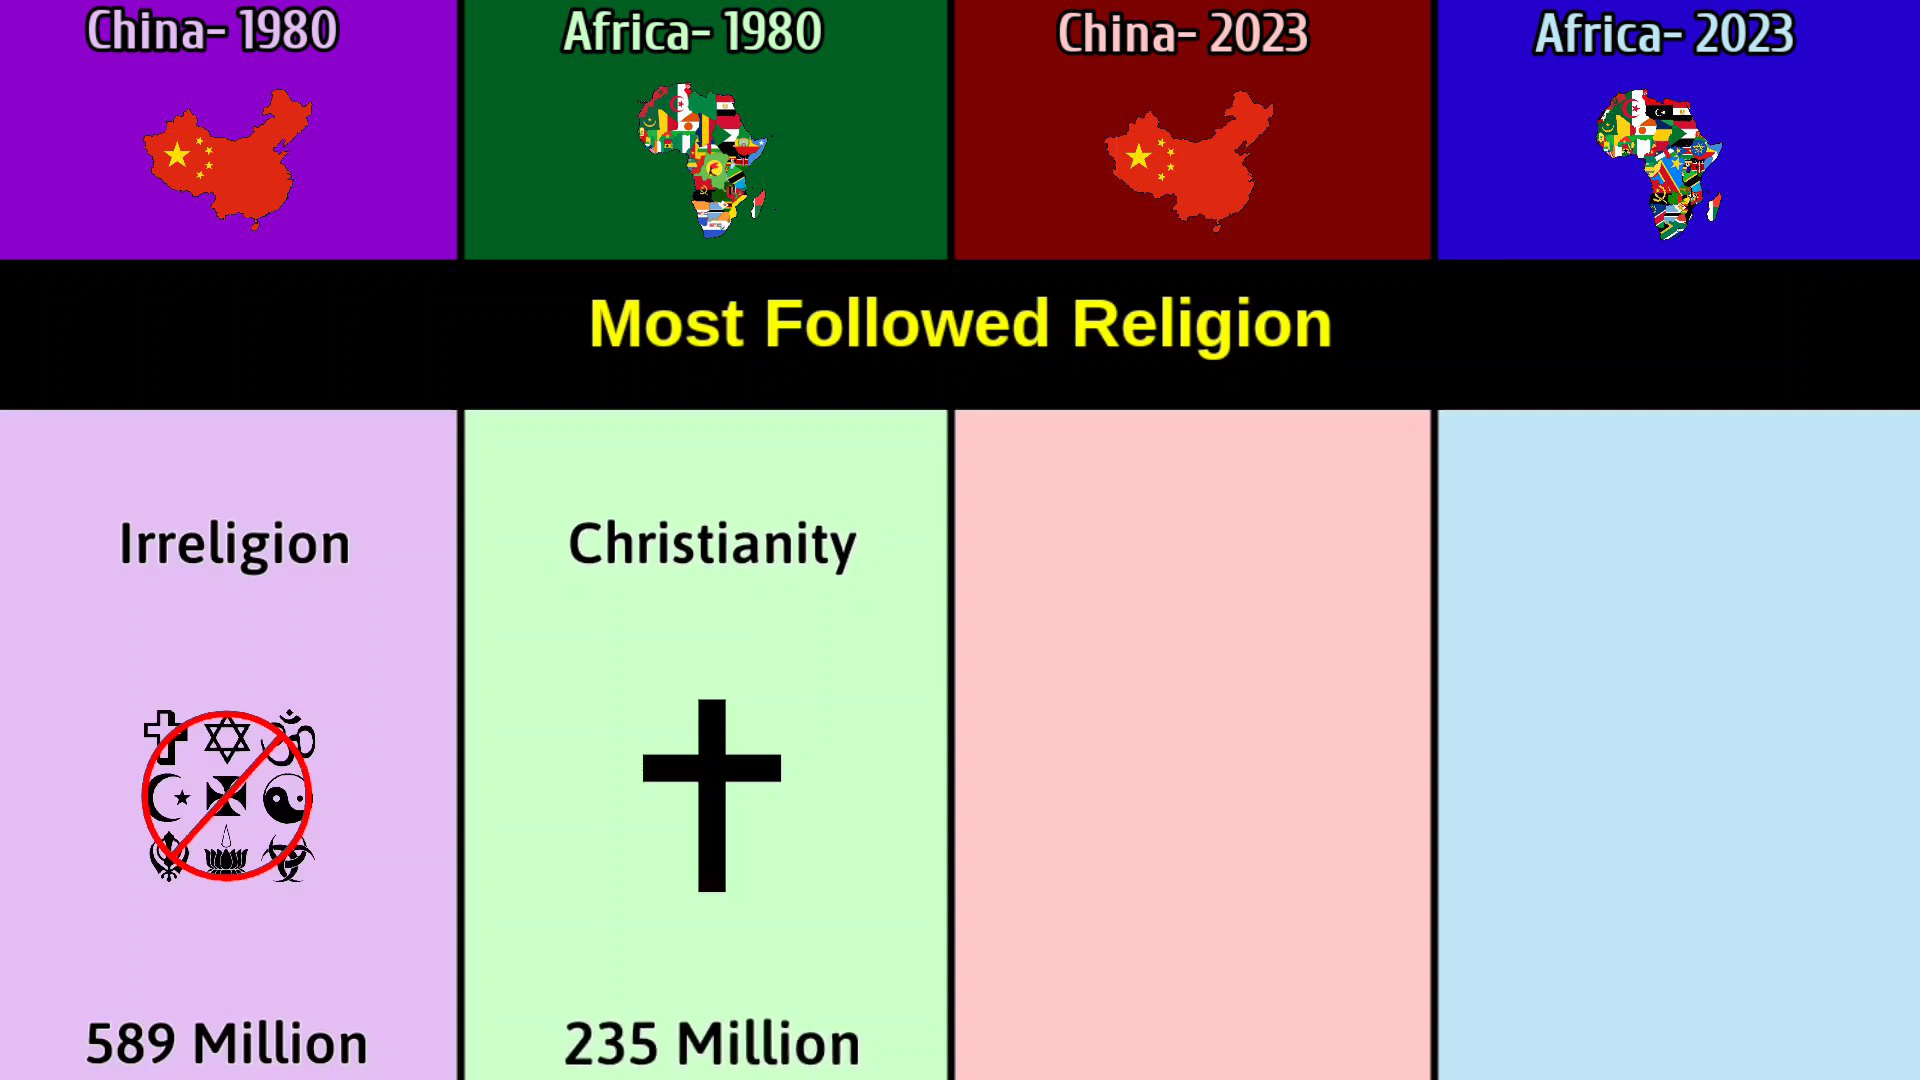 China- 1980
Africa- 1980
China- 2023
Africa- 2023
Most Followed Religion
Irreligion
Christianity
589 Million
235 Million